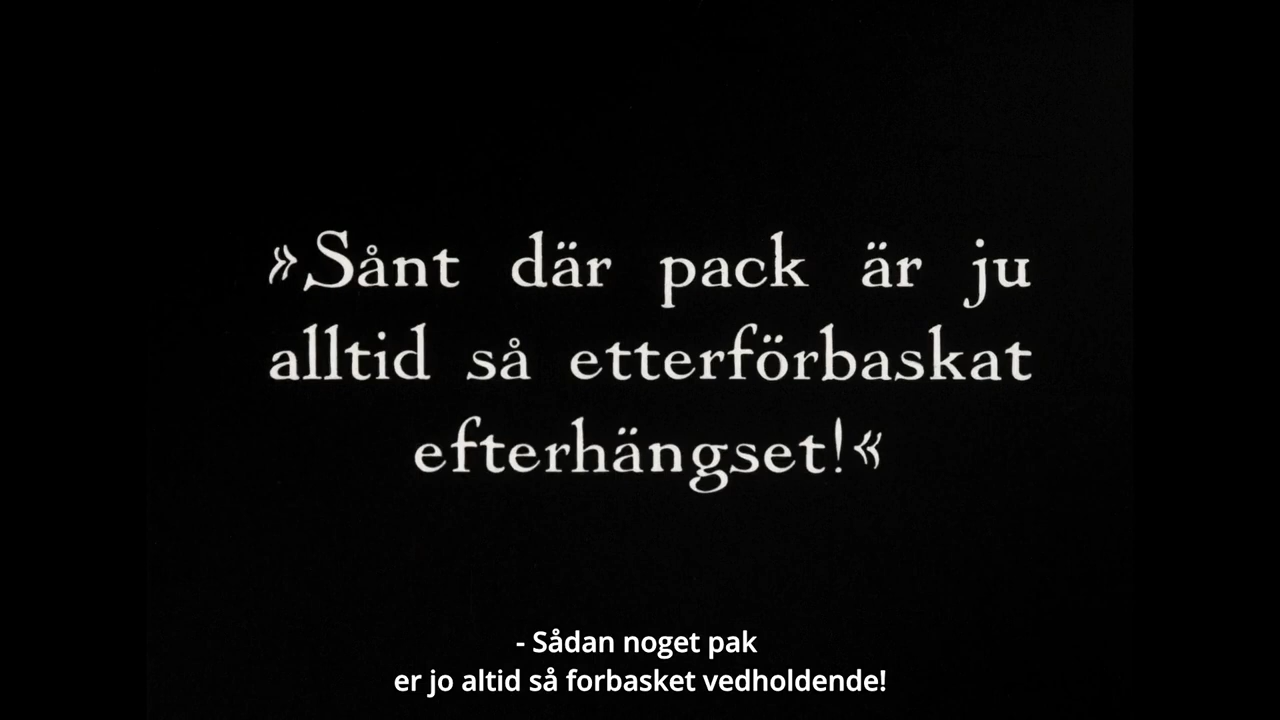 »Sånt där pack är ju
alltid så etterförbaskat
efterhängset!«
- Sådan noget pak
er jo altid så forbasket vedholdende!